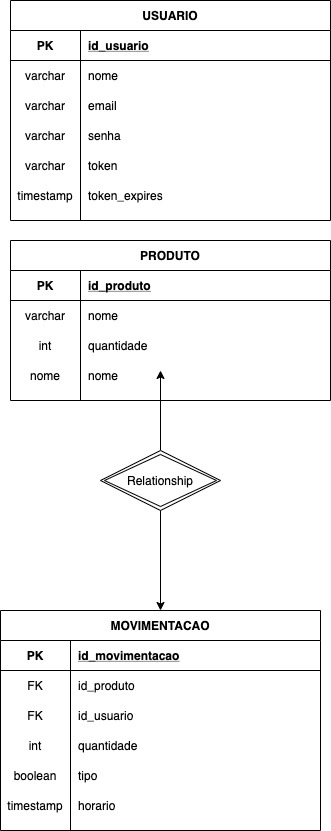 USUARIO
PK id_usuario
varchar nome
varchar email
varchar senha
varchar token
timestamp token_expires
PRODUTO
PK id_produto
varchar nome
int quantidade
nome nome
Relationship
MOVIMENTACAO
PK id_movimentacao
FK id_produto
FK id_usuario
int quantidade
boolean tipo
timestamp horario